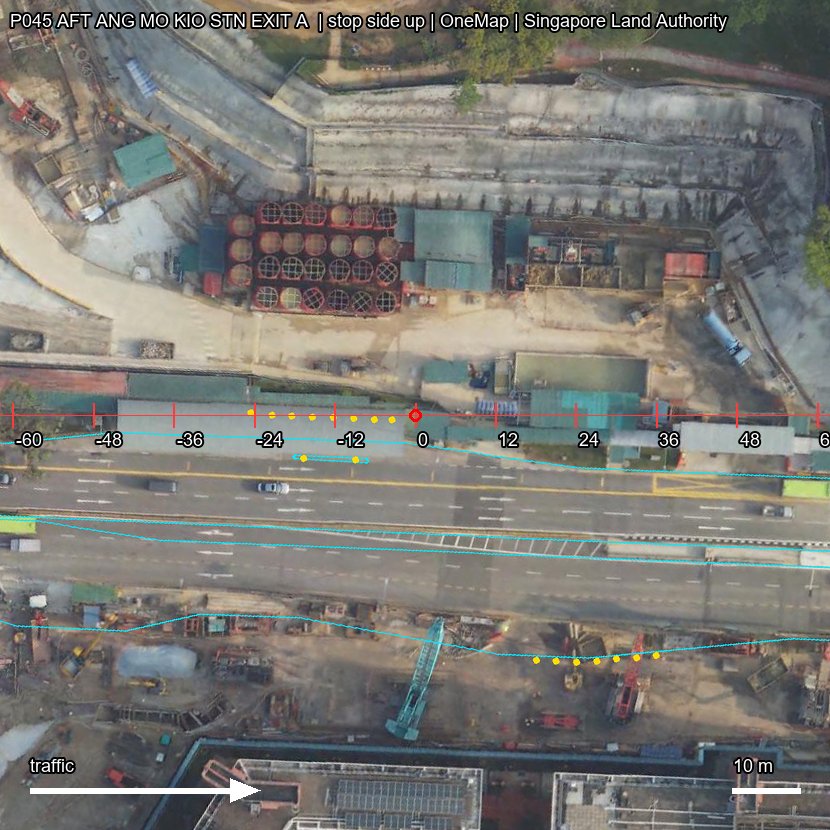 P045 AFT ANG MO KIO STN EXIT A | stop side up | OneMap | Singapore Land Authority
-60 -48 -36 -24 -12 0 12 24 36 48 6
traffic
10 m